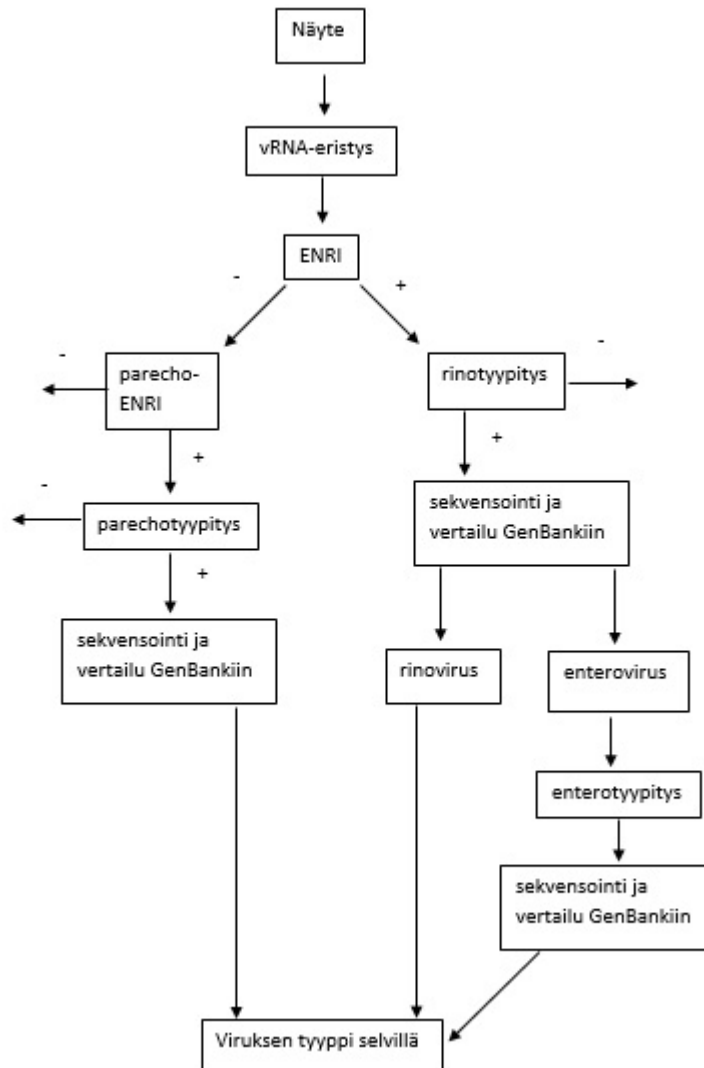 Näyte
vRNA-eristys
ENRI
-
+
-
parecho-
ENRI
rinotyypitys
-
+
+
-
parechotyypitys
sekvensointi ja
vertailu GenBankiin
+
sekvensointi ja
vertailu GenBankiin
rinovirus
enterovirus
enterotyypitys
sekvensointi ja
vertailu GenBankiin
Viruksen tyyppi selvillä